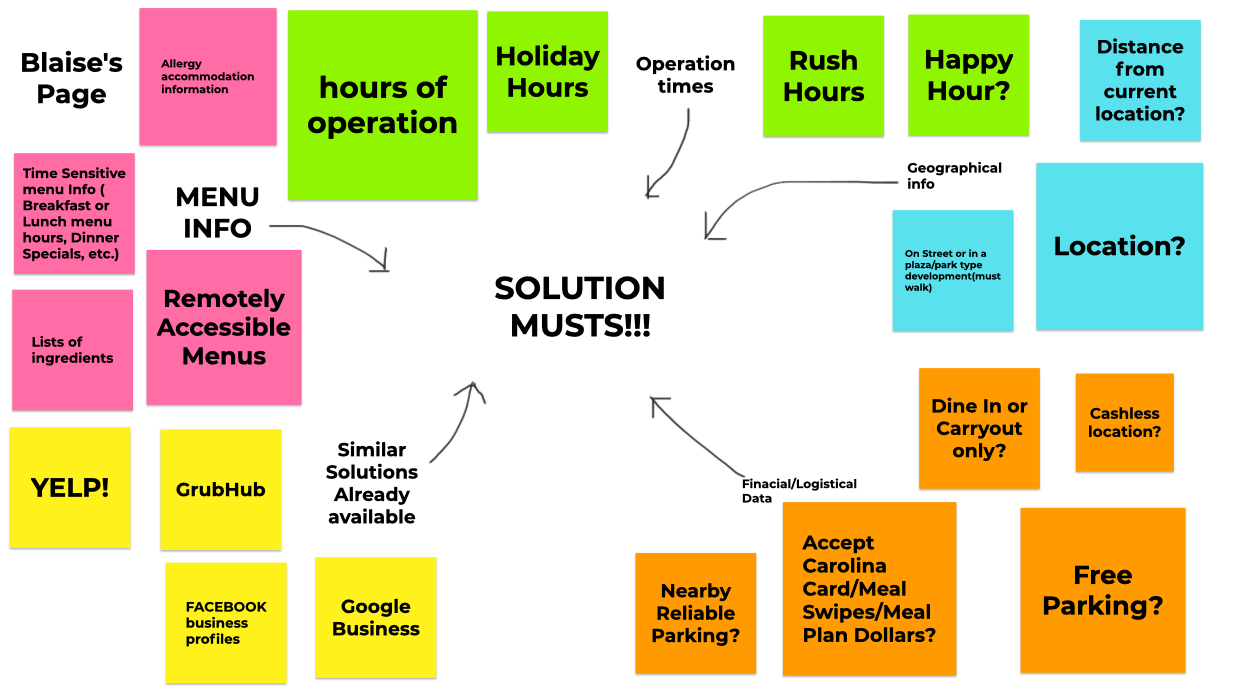 Blaise's
Page
Allergy
accommodation
information
hours of
operation
Holiday
Hours
Operation
times
Rush
Hours
Happy
Hour?
Distance
from
current
location?
Time Sensitive
menu Info (
Breakfast or
Lunch menu
hours, Dinner
Specials, etc.)
MENU
INFO
Geographical
info
On Street or in a
plaza/park type
development(must
walk)
Location?
Remotely
Accessible
Menus
Lists of
ingredients
SOLUTION
MUSTS!!!
Dine In or
Carryout
only?
Cashless
location?
YELP!
GrubHub
Similar
Solutions
Already
available
Finacial/Logistical
Data
FACEBOOK
business
profiles
Google
Business
Nearby
Reliable
Parking?
Accept
Carolina
Card/Meal
Swipes/Meal
Plan Dollars?
Free
Parking?